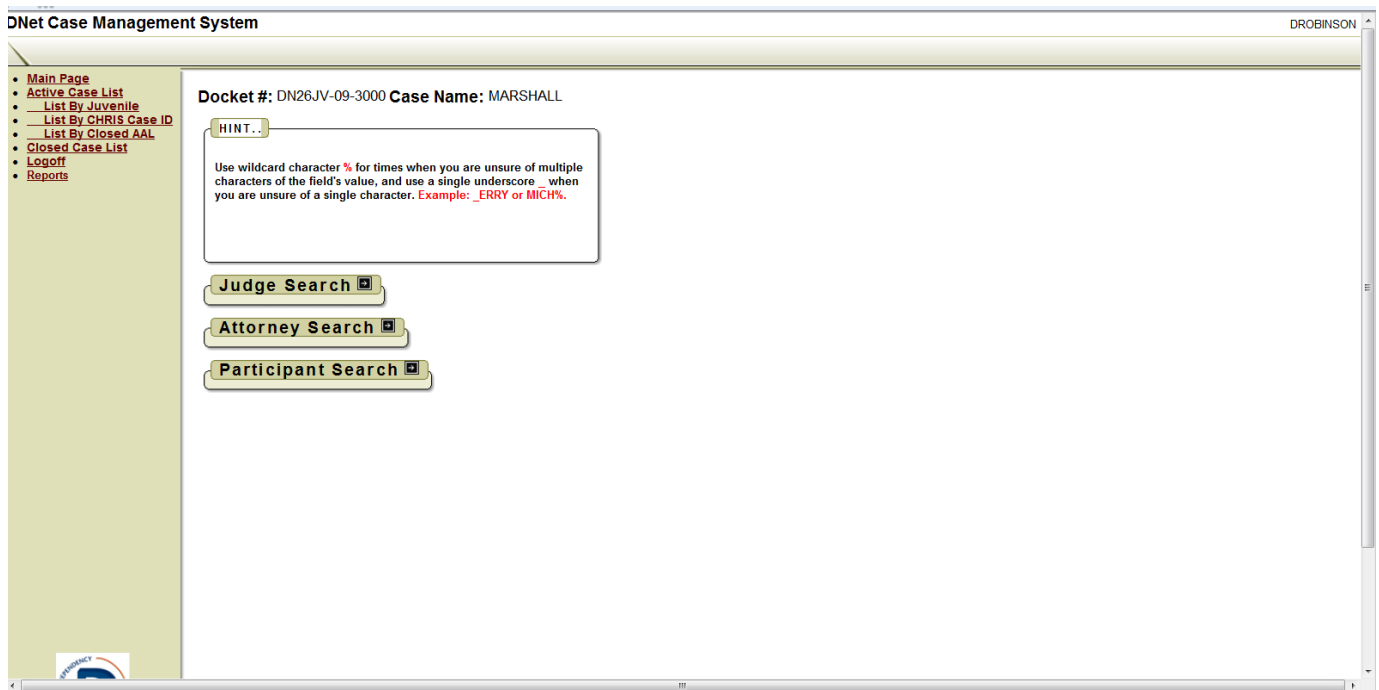 DNet Case Management System
DROBINSON
Main Page
Active Case List
List By Juvenile
List By CHRIS Case ID
List By Closed AAL
Closed Case List
Logoff
Reports
Docket #: DN26JV-09-3000 Case Name: MARSHALL
HINT..
Use wildcard character % for times when you are unsure of multiple
characters of the field's value, and use a single underscore _ when
you are unsure of a single character. Example: _ERRY or MICH%.
Judge Search
Attorney Search
Participant Search